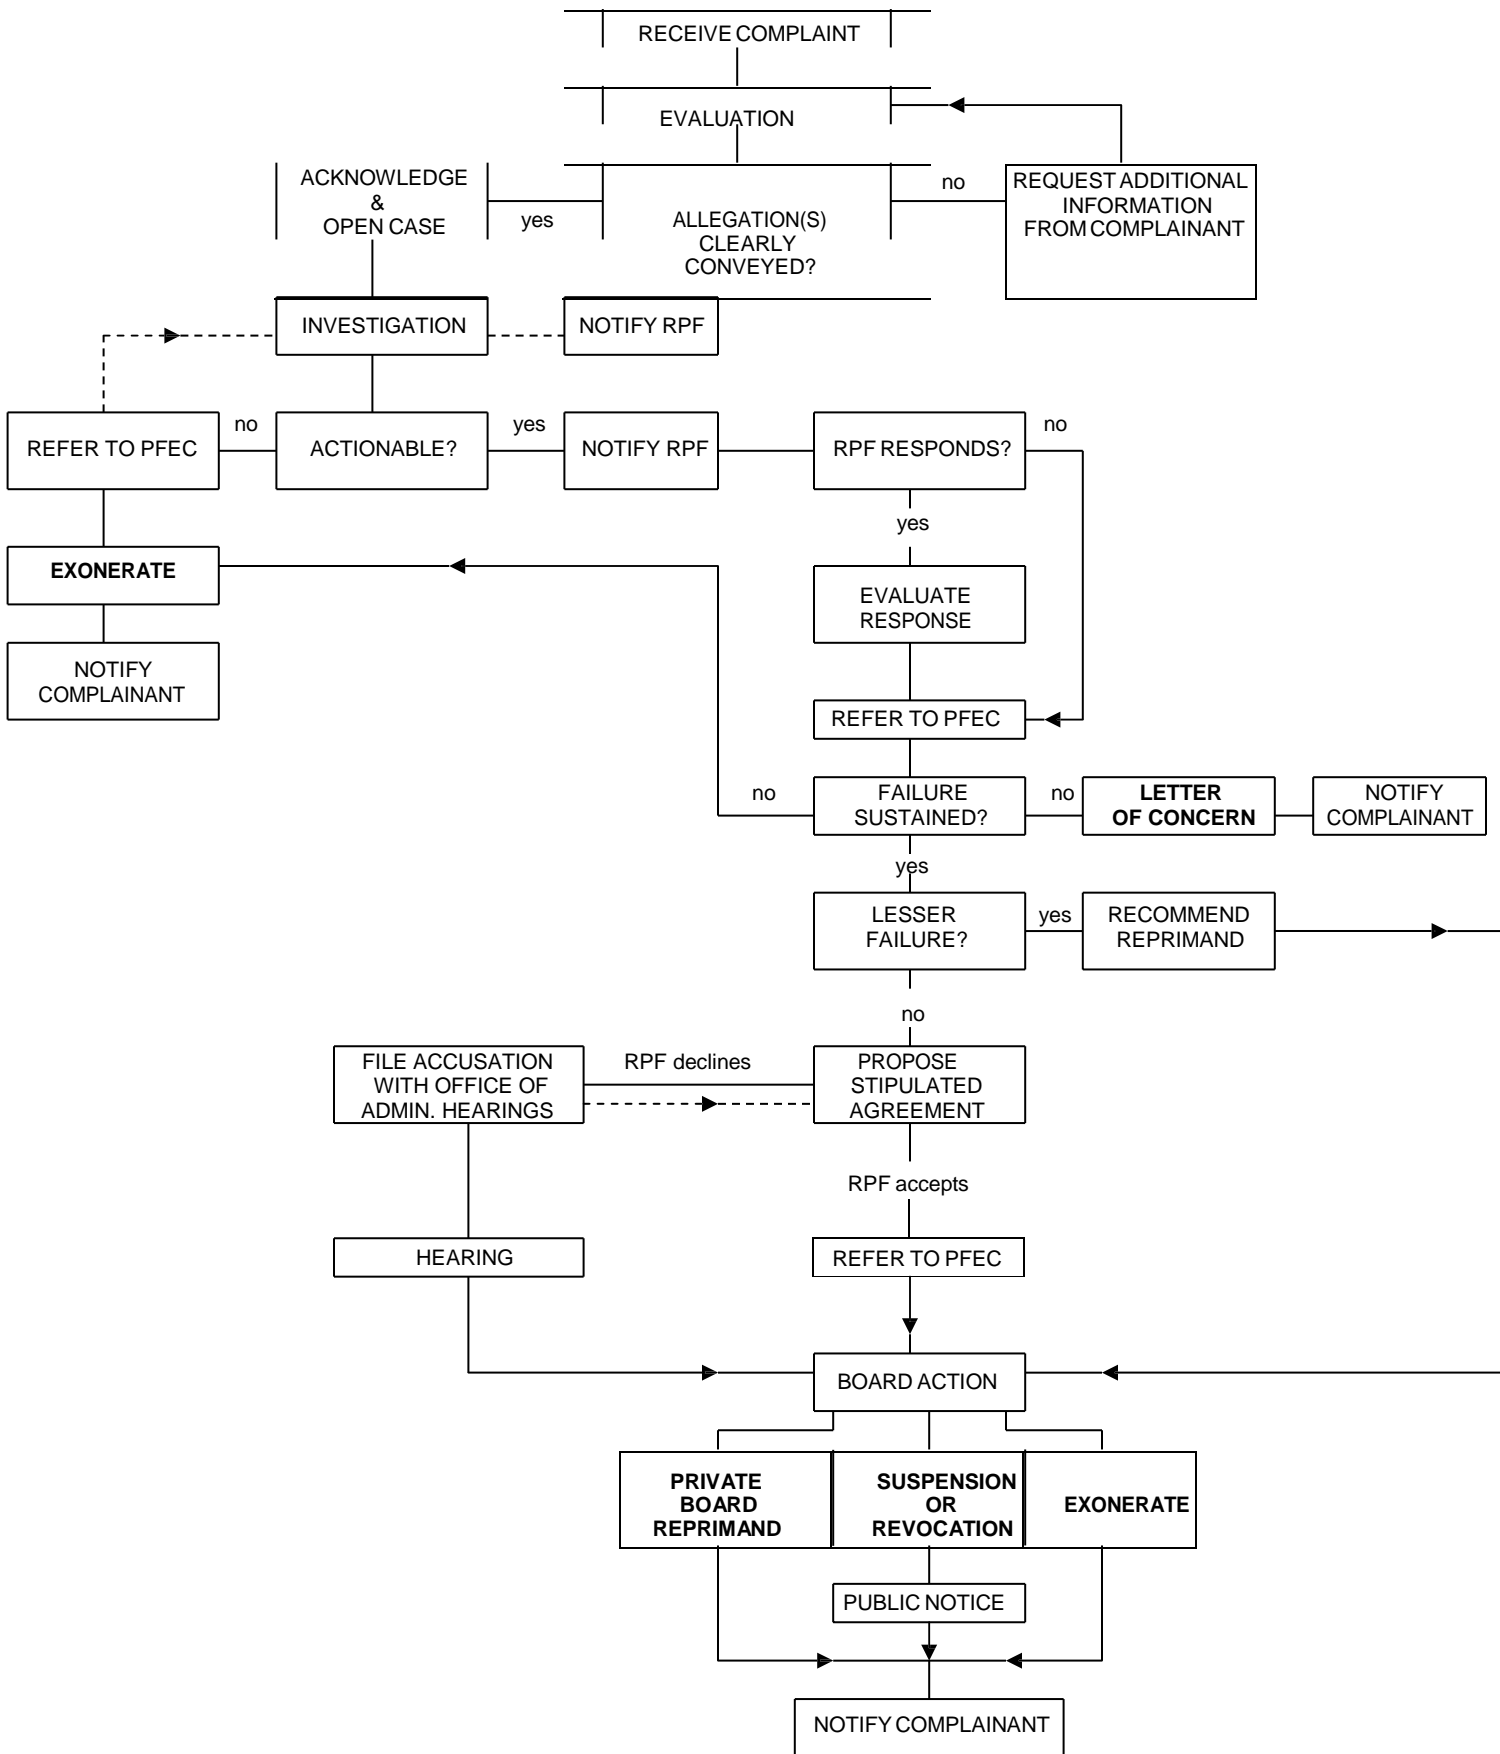 RECEIVE COMPLAINT
EVALUATION
ACKNOWLEDGE
&
OPEN CASE
yes
ALLEGATION(S)
CLEARLY
CONVEYED?
no
REQUEST ADDITIONAL
INFORMATION
FROM COMPLAINANT
INVESTIGATION
NOTIFY RPF
REFER TO PFEC
no
ACTIONABLE?
yes
NOTIFY RPF
RPF RESPONDS?
no
yes
EXONERATE
EVALUATE
RESPONSE
NOTIFY
COMPLAINANT
REFER TO PFEC
no
FAILURE
SUSTAINED?
no
LETTER
OF CONCERN
NOTIFY
COMPLAINANT
yes
LESSER
FAILURE?
yes
RECOMMEND
REPRIMAND
no
FILE ACCUSATION
WITH OFFICE OF
ADMIN. HEARINGS
RPF declines
PROPOSE
STIPULATED
AGREEMENT
RPF accepts
HEARING
REFER TO PFEC
BOARD ACTION
PRIVATE
BOARD
REPRIMAND
SUSPENSION
OR
REVOCATION
EXONERATE
PUBLIC NOTICE
NOTIFY COMPLAINANT